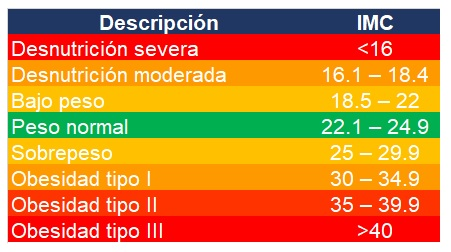 Descripción IMC
Desnutrición severa <16
Desnutrición moderada 16.1 – 18.4
Bajo peso 18.5 – 22
Peso normal 22.1 – 24.9
Sobrepeso 25 – 29.9
Obesidad tipo I 30 – 34.9
Obesidad tipo II 35 – 39.9
Obesidad tipo III >40